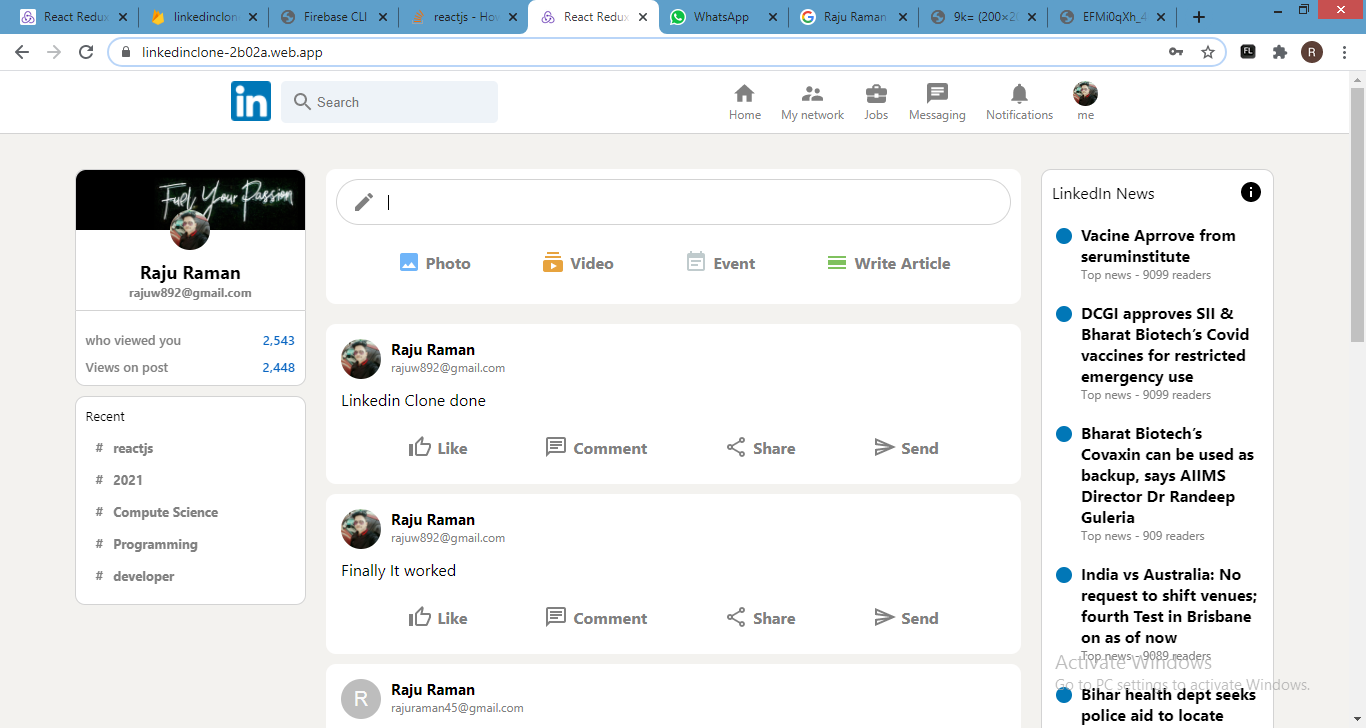 React Redux
linkedinclon
Firebase CLI
reactjs - Ho
React Redux
WhatsApp
Raju Raman
9k= (200×2
EFMi0qXh_4
linkedinclone-2b02a.web.app
FL
R
in
Search
Home
My network
Jobs
Messaging
Notifications
me
Fuel Your Passion
Raju Raman
rajuw892@gmail.com
who viewed you 2,543
Views on post 2,448
Recent
# reactjs
# 2021
# Compute Science
# Programming
# developer
Photo
Video
Event
Write Article
Raju Raman
rajuw892@gmail.com
Linkedin Clone done
Like
Comment
Share
Send
Raju Raman
rajuw892@gmail.com
Finally It worked
Like
Comment
Share
Send
R
Raju Raman
rajuraman45@gmail.com
LinkedIn News
Vacine Aprrove from
seruminstitute
Top news - 9099 readers
DCGI approves SII &
Bharat Biotech’s Covid
vaccines for restricted
emergency use
Top news - 9099 readers
Bharat Biotech’s
Covaxin can be used as
backup, says AIIMS
Director Dr Randeep
Guleria
Top news - 909 readers
India vs Australia: No
request to shift venues;
fourth Test in Brisbane
on as of now
Top news - 9089 readers
Bihar health dept seeks
police aid to locate
Activate Windows
Go to PC settings to activate Windows.